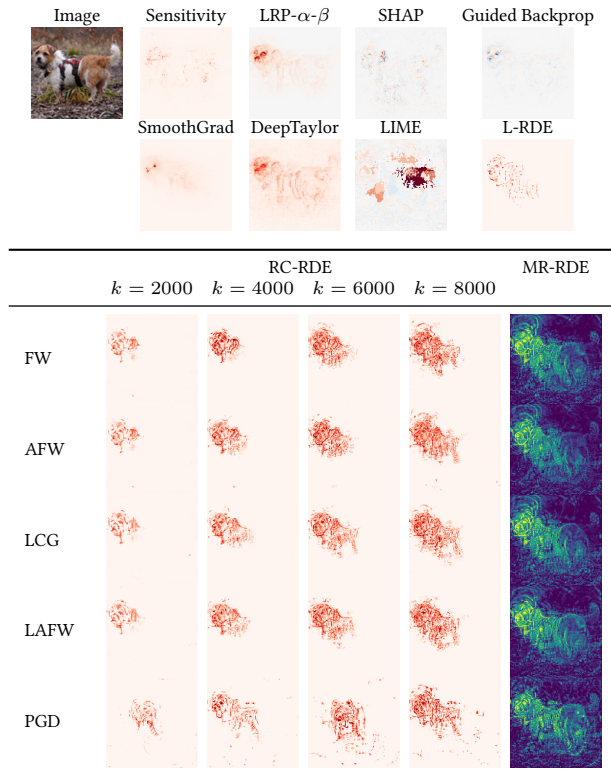 Image Sensitivity LRP-α-β SHAP Guided Backprop
SmoothGrad DeepTaylor LIME L-RDE
RC-RDE MR-RDE
k = 2000 k = 4000 k = 6000 k = 8000
FW
AFW
LCG
LAFW
PGD